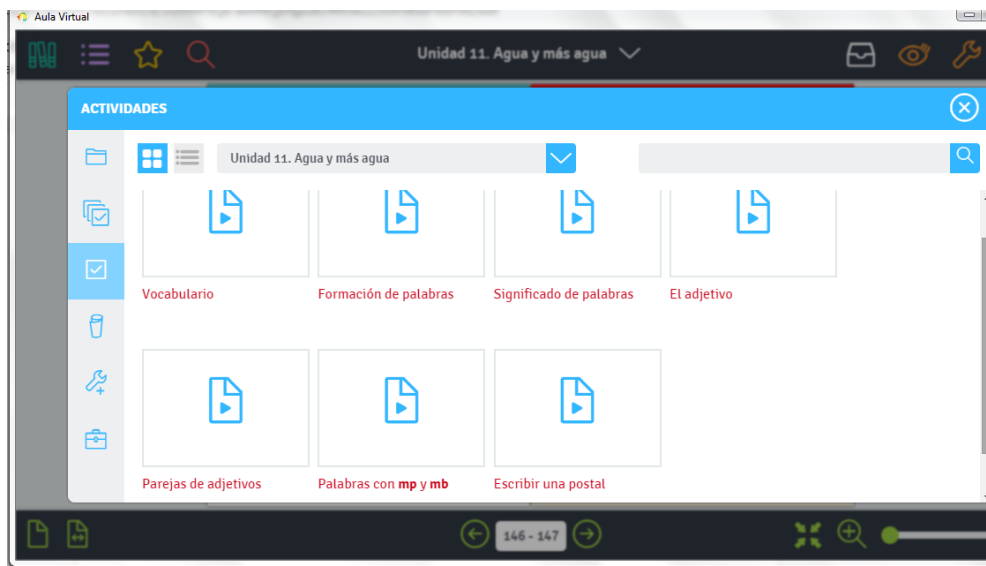 Aula Virtual
Unidad 11. Agua y más agua
ACTIVIDADES
Unidad 11. Agua y más agua
Vocabulario
Formación de palabras
Significado de palabras
El adjetivo
Parejas de adjetivos
Palabras con mp y mb
Escribir una postal
146 - 147